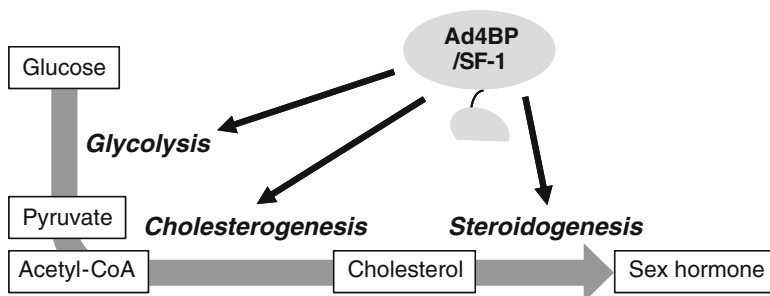 Ad4BP
/SF-1
Glucose
Glycolysis
Pyruvate
Cholesterogenesis
Steroidogenesis
Acetyl-CoA
Cholesterol
Sex hormone